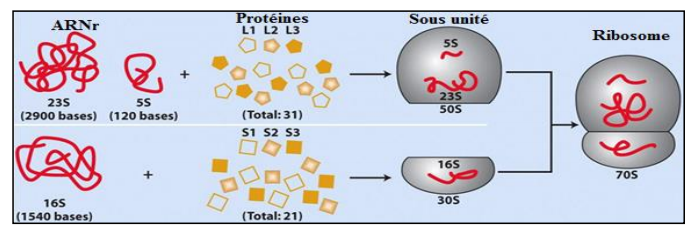 ARNr
Protéines
Sous unité
Ribosome
L1 L2 L3
5S
23S
50S
23S
(2900 bases)
5S
(120 bases)
+
(Total: 31)
S1 S2 S3
16S
30S
16S
(1540 bases)
+
(Total: 21)
70S